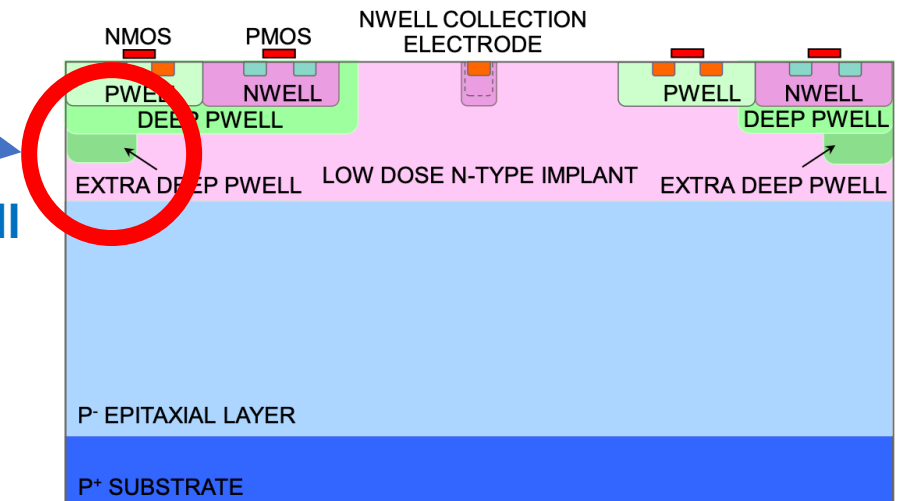 NMOS
PMOS
NWELL COLLECTION
ELECTRODE
PWELL
NWELL
PWELL
NWELL
DEEP PWELL
DEEP PWELL
EXTRA DEEP PWELL
LOW DOSE N-TYPE IMPLANT
EXTRA DEEP PWELL
P- EPITAXIAL LAYER
P+ SUBSTRATE